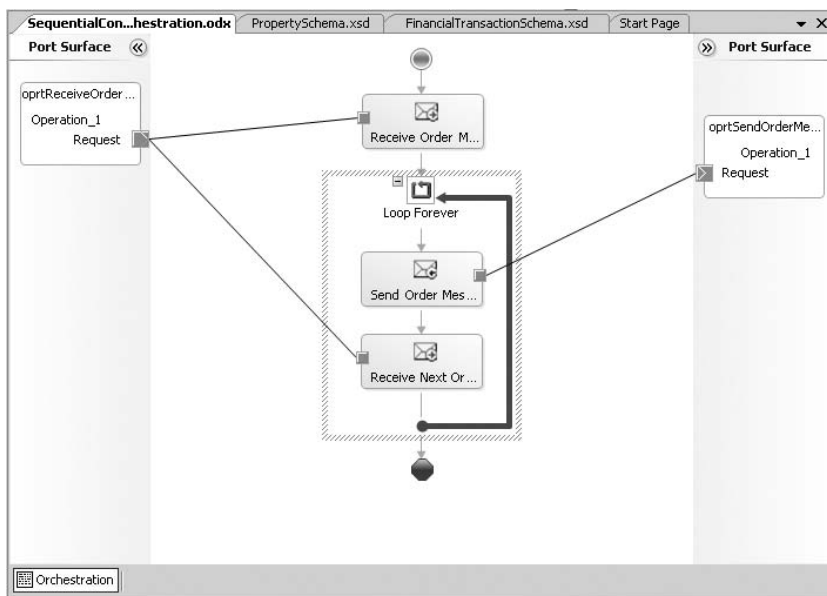 SequentialCon...hestration.odx PropertySchema.xsd FinancialTransactionSchema.xsd Start Page
Port Surface
oprtReceiveOrder...
Operation_1
Request
Receive Order M...
Loop Forever
Send Order Mes...
Receive Next Or...
Port Surface
oprtSendOrderMe...
Operation_1
Request
Orchestration